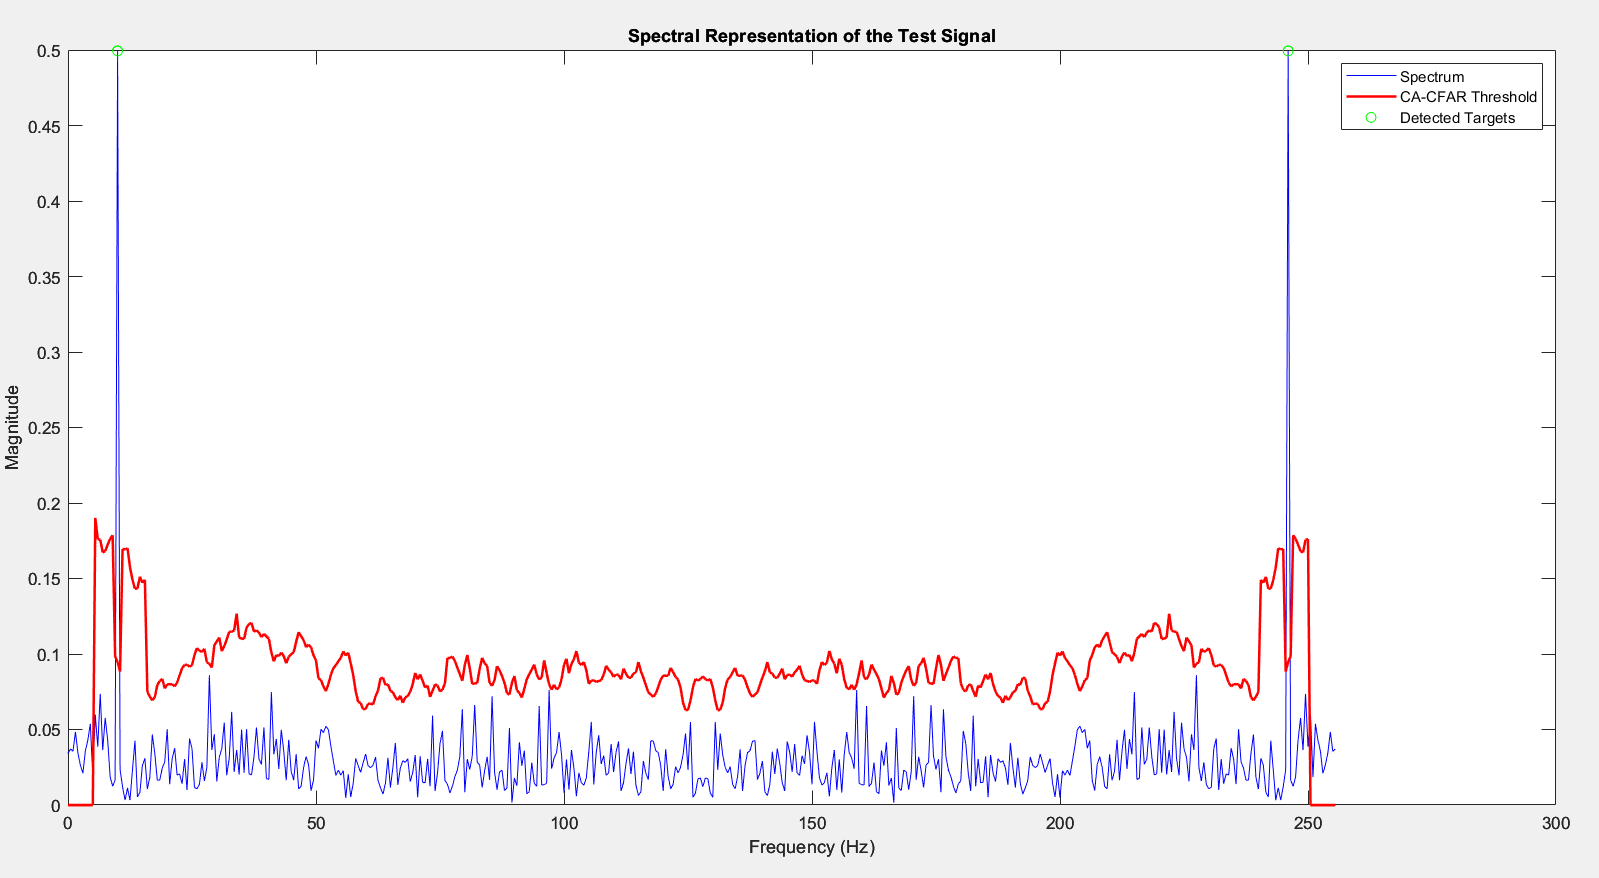 Spectral Representation of the Test Signal
0.5
0.45
0.4
0.35
0.3
0.25
0.2
0.15
0.1
0.05
0
Magnitude
Spectrum
CA-CFAR Threshold
Detected Targets
0 50 100 150 200 250 300
Frequency (Hz)